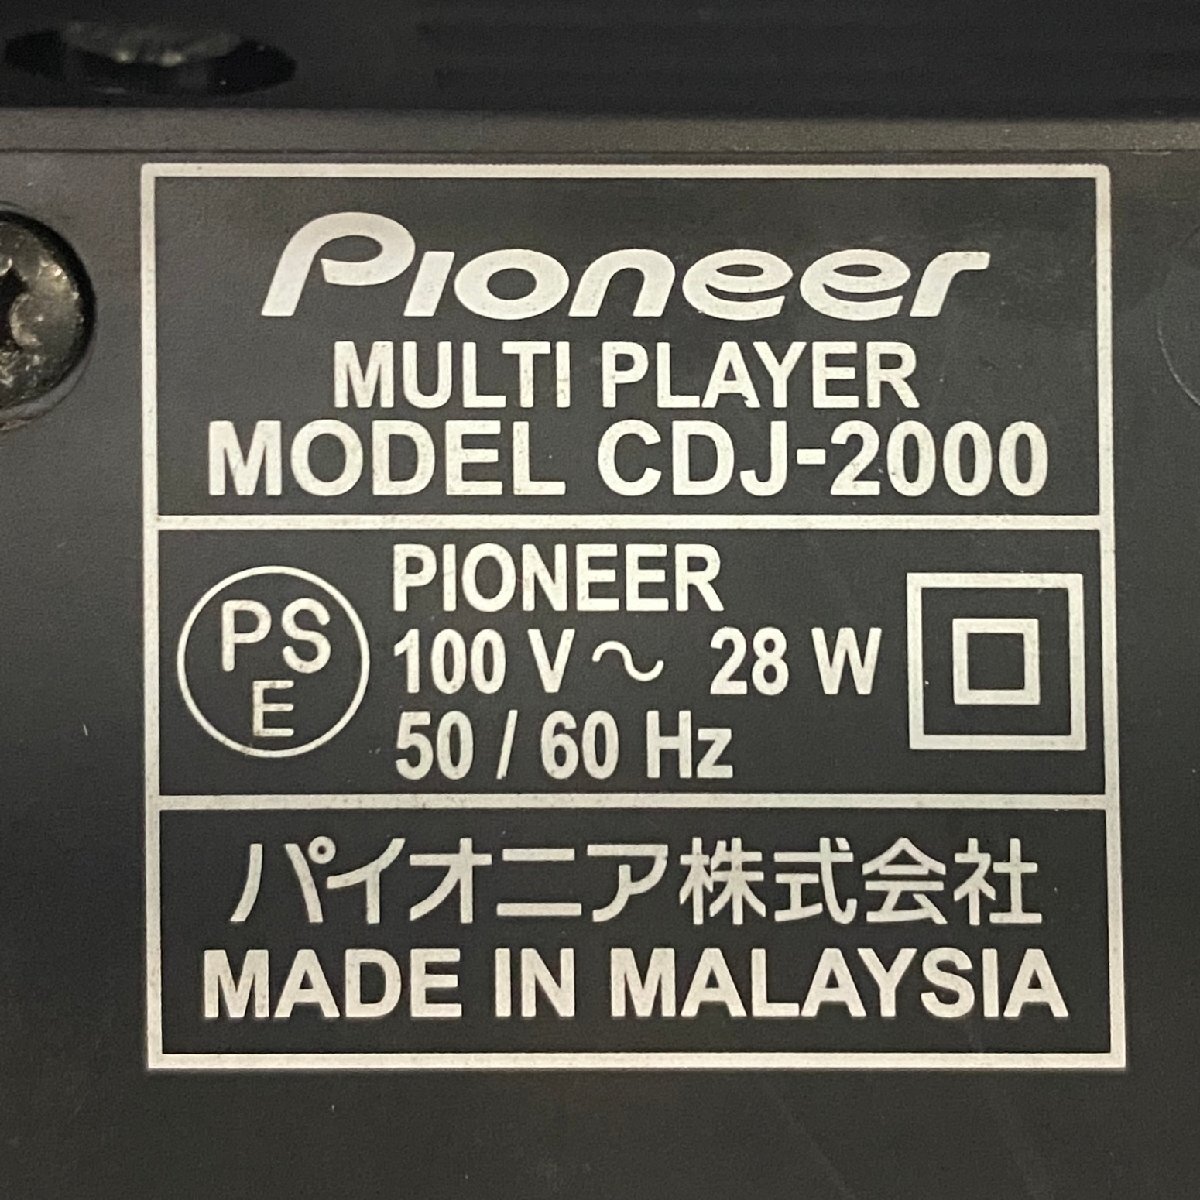 Pioneer
MULTI PLAYER
MODEL CDJ-2000
PS
E
PIONEER
100 V ～ 28 W
50 / 60 Hz
パイオニア株式会社
MADE IN MALAYSIA